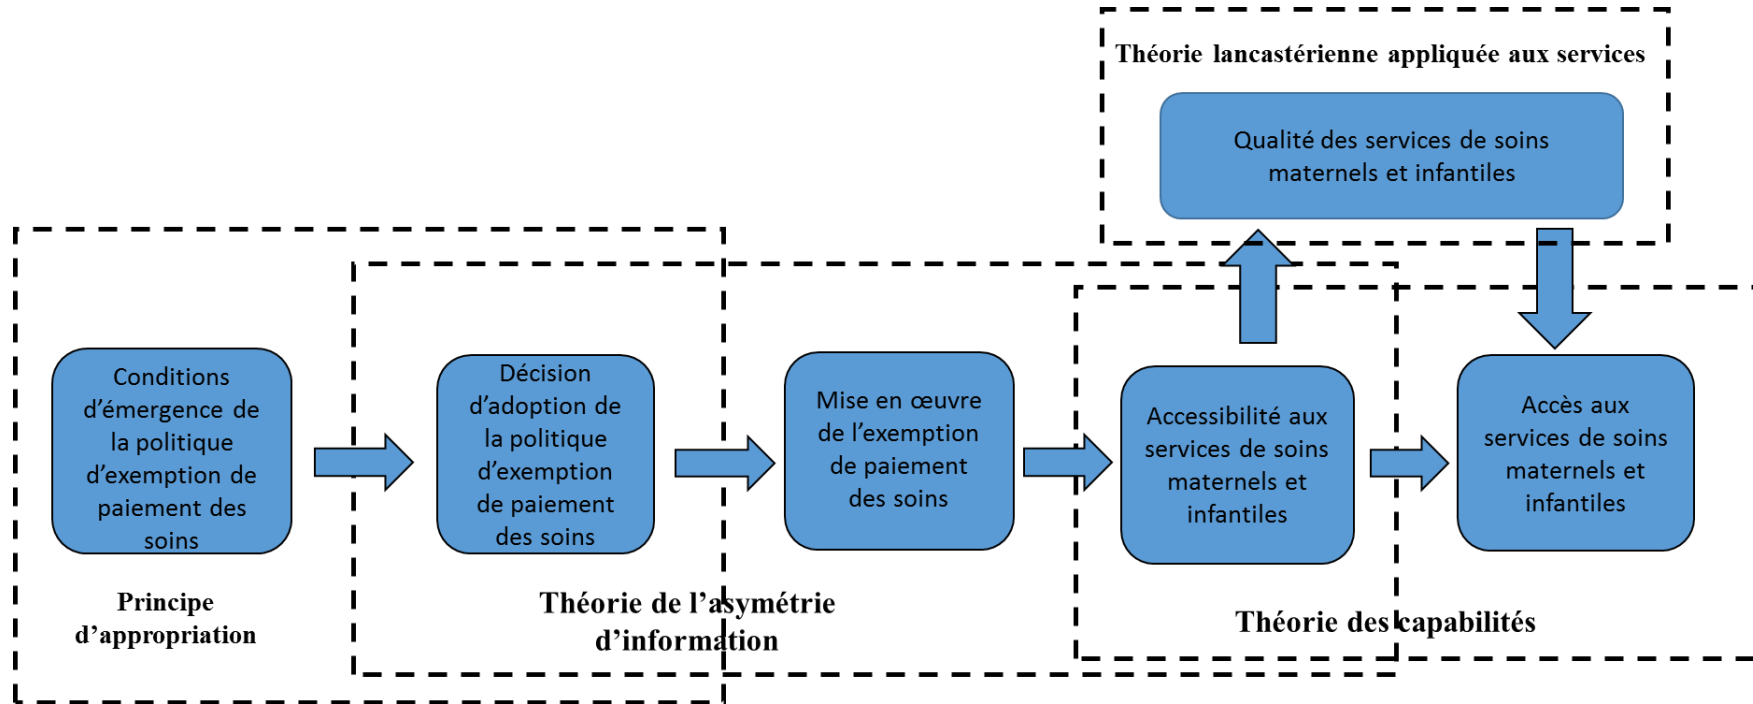 Théorie lancastérienne appliquée aux services
Qualité des services de soins
maternels et infantiles
Conditions
d’émergence de
la politique
d’exemption de
paiement des
soins
Décision
d’adoption de
la politique
d’exemption
de paiement
des soins
Mise en œuvre
de l’exemption
de paiement
des soins
Accessibilité aux
services de soins
maternels et
infantiles
Accès aux
services de soins
maternels et
infantiles
Principe
d’appropriation
Théorie de l’asymétrie
d’information
Théorie des capabilités